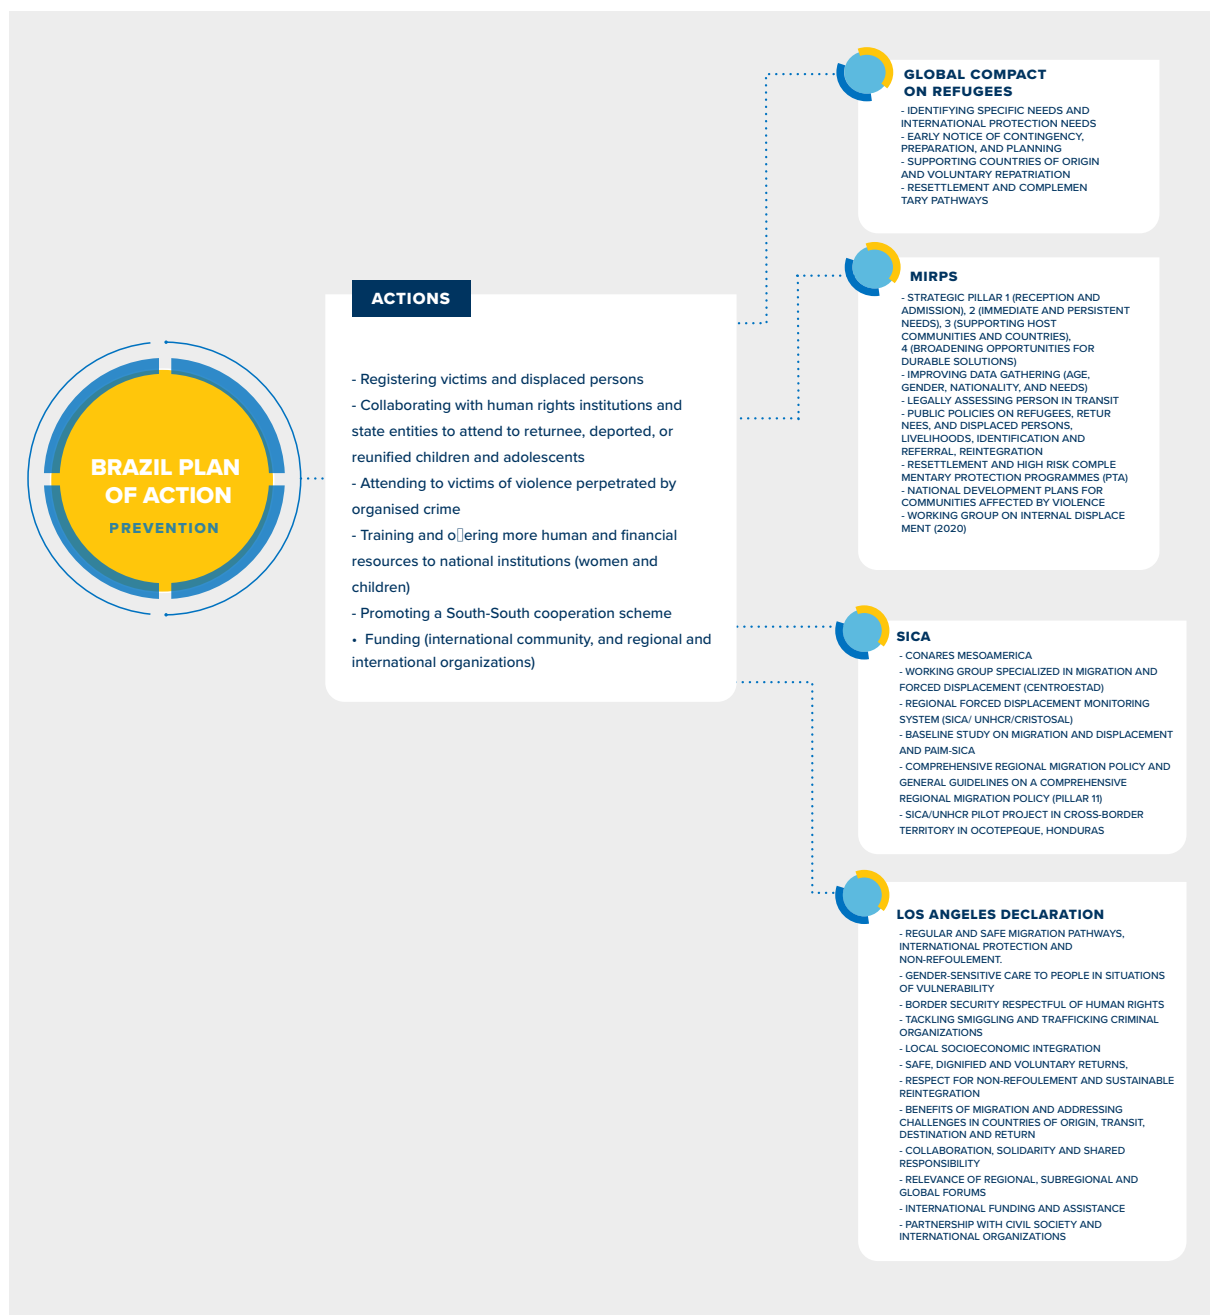 BRAZIL PLAN
OF ACTION
PREVENTION
ACTIONS
- Registering victims and displaced persons
- Collaborating with human rights institutions and
state entities to attend to returnee, deported, or
reunified children and adolescents
- Attending to victims of violence perpetrated by
organised crime
- Training and o▯ering more human and financial
resources to national institutions (women and
children)
- Promoting a South-South cooperation scheme
• Funding (international community, and regional and
international organizations)
GLOBAL COMPACT
ON REFUGEES
- IDENTIFYING SPECIFIC NEEDS AND
INTERNATIONAL PROTECTION NEEDS
- EARLY NOTICE OF CONTINGENCY,
PREPARATION, AND PLANNING
- SUPPORTING COUNTRIES OF ORIGIN
AND VOLUNTARY REPATRIATION
- RESETTLEMENT AND COMPLEMEN
TARY PATHWAYS
MIRPS
- STRATEGIC PILLAR 1 (RECEPTION AND
ADMISSION), 2 (IMMEDIATE AND PERSISTENT
NEEDS), 3 (SUPPORTING HOST
COMMUNITIES AND COUNTRIES),
4 (BROADENING OPPORTUNITIES FOR
DURABLE SOLUTIONS)
- IMPROVING DATA GATHERING (AGE,
GENDER, NATIONALITY, AND NEEDS)
- LEGALLY ASSESSING PERSON IN TRANSIT
- PUBLIC POLICIES ON REFUGEES, RETUR
NEES, AND DISPLACED PERSONS,
LIVELIHOODS, IDENTIFICATION AND
REFERRAL, REINTEGRATION
- RESETTLEMENT AND HIGH RISK COMPLE
MENTARY PROTECTION PROGRAMMES (PTA)
- NATIONAL DEVELOPMENT PLANS FOR
COMMUNITIES AFFECTED BY VIOLENCE
- WORKING GROUP ON INTERNAL DISPLACE
MENT (2020)
SICA
- CONARES MESOAMERICA
- WORKING GROUP SPECIALIZED IN MIGRATION AND
FORCED DISPLACEMENT (CENTROESTAD)
- REGIONAL FORCED DISPLACEMENT MONITORING
SYSTEM (SICA/ UNHCR/CRISTOSAL)
- BASELINE STUDY ON MIGRATION AND DISPLACEMENT
AND PAIM-SICA
- COMPREHENSIVE REGIONAL MIGRATION POLICY AND
GENERAL GUIDELINES ON A COMPREHENSIVE
REGIONAL MIGRATION POLICY (PILLAR 11)
- SICA/UNHCR PILOT PROJECT IN CROSS-BORDER
TERRITORY IN OCOTEPEQUE, HONDURAS
LOS ANGELES DECLARATION
- REGULAR AND SAFE MIGRATION PATHWAYS,
INTERNATIONAL PROTECTION AND
NON-REFOULEMENT.
- GENDER-SENSITIVE CARE TO PEOPLE IN SITUATIONS
OF VULNERABILITY
- BORDER SECURITY RESPECTFUL OF HUMAN RIGHTS
- TACKLING SMIGGLING AND TRAFFICKING CRIMINAL
ORGANIZATIONS
- LOCAL SOCIOECONOMIC INTEGRATION
- SAFE, DIGNIFIED AND VOLUNTARY RETURNS,
- RESPECT FOR NON-REFOULEMENT AND SUSTAINABLE
REINTEGRATION
- BENEFITS OF MIGRATION AND ADDRESSING
CHALLENGES IN COUNTRIES OF ORIGIN, TRANSIT,
DESTINATION AND RETURN
- COLLABORATION, SOLIDARITY AND SHARED
RESPONSIBILITY
- RELEVANCE OF REGIONAL, SUBREGIONAL AND
GLOBAL FORUMS
- INTERNATIONAL FUNDING AND ASSISTANCE
- PARTNERSHIP WITH CIVIL SOCIETY AND
INTERNATIONAL ORGANIZATIONS